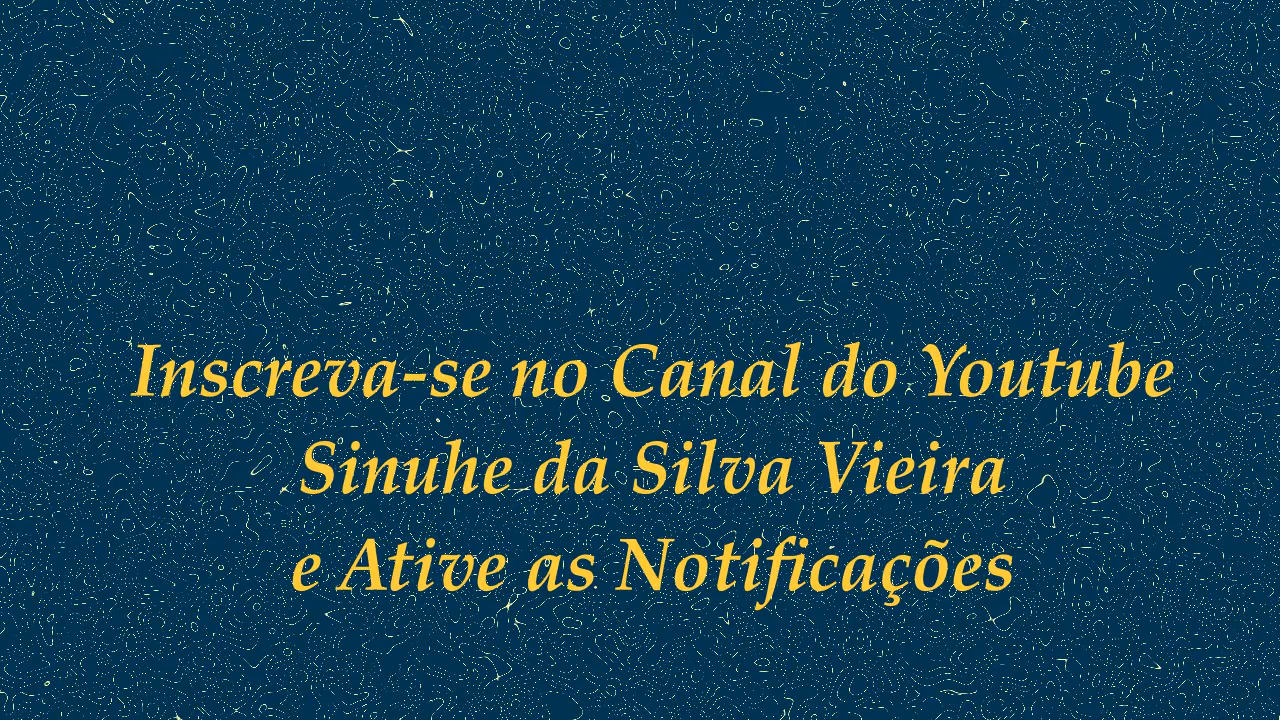 Inscreva-se no Canal do Youtube
Sinuhe da Silva Vieira
e Ative as Notificações